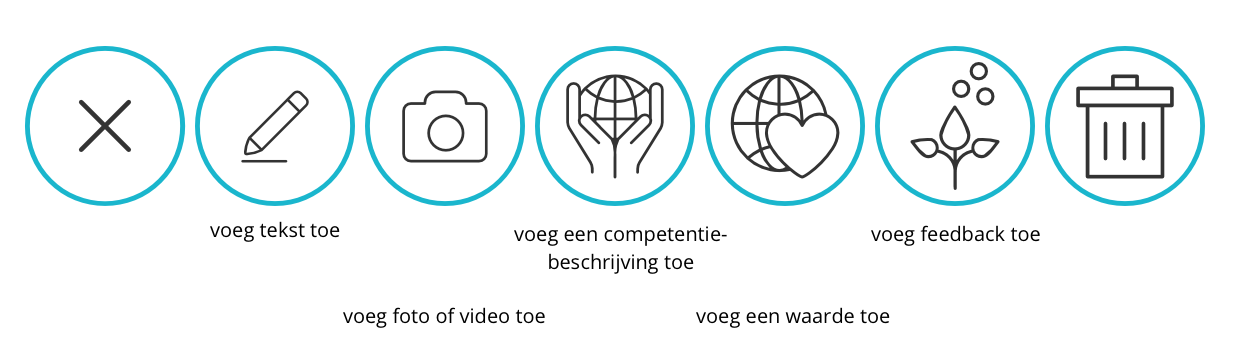 voeg tekst toe
voeg een competentie-
beschrijving toe
voeg feedback toe
voeg foto of video toe
voeg een waarde toe